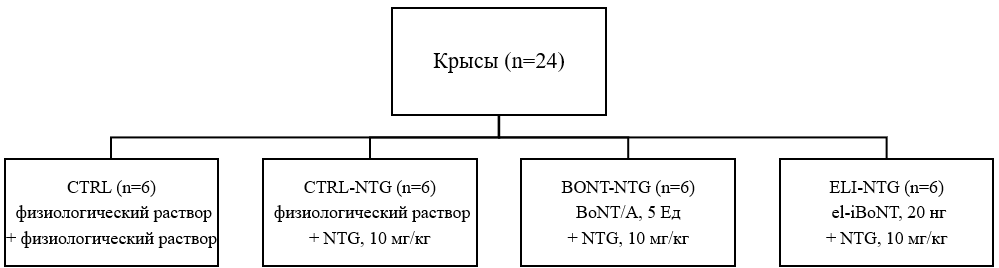 Крысы (n=24)
CTRL (n=6)
физиологический раствор
+ физиологический раствор
CTRL-NTG (n=6)
физиологический раствор
+ NTG, 10 мг/кг
BONT-NTG (n=6)
BoNT/A, 5 Ед
+ NTG, 10 мг/кг
ELI-NTG (n=6)
el-iBoNT, 20 нг
+ NTG, 10 мг/кг